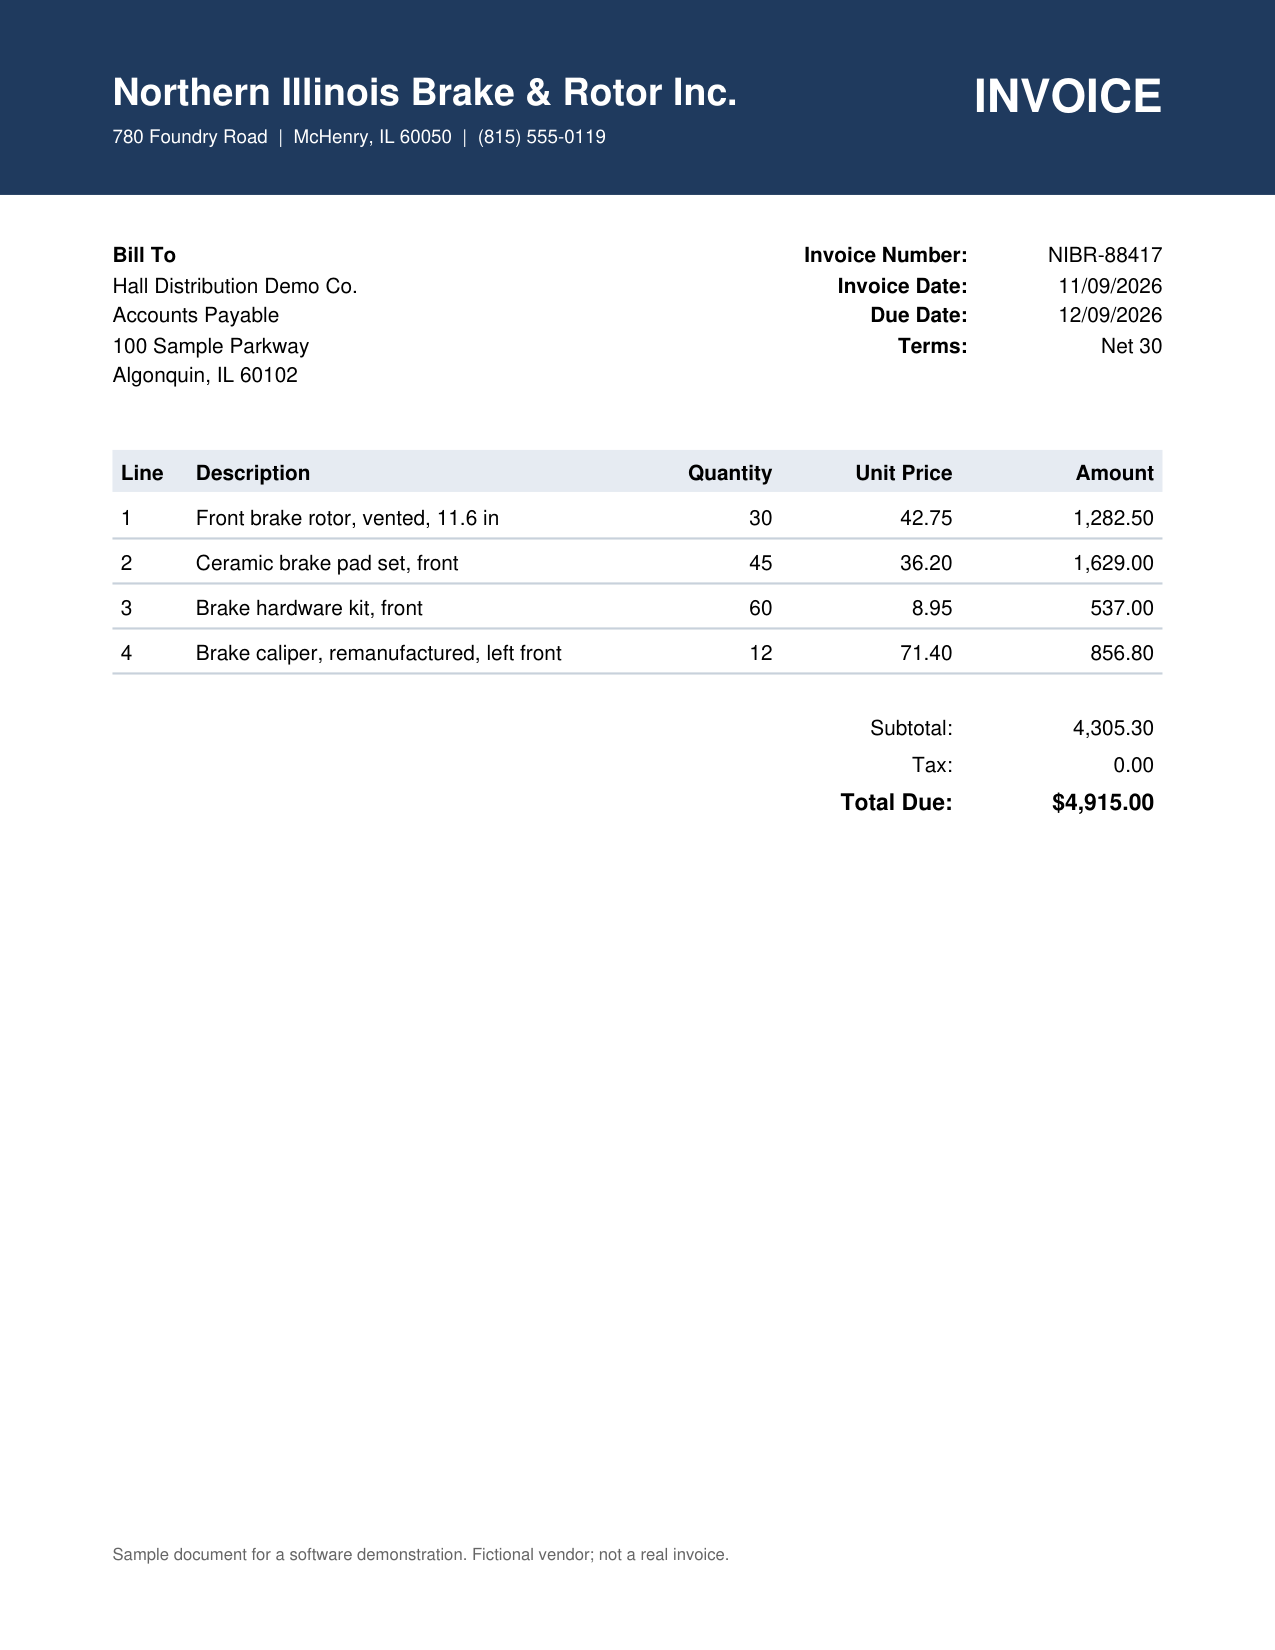 Northern Illinois Brake & Rotor Inc.
INVOICE
780 Foundry Road | McHenry, IL 60050 | (815) 555-0119
Bill To
Hall Distribution Demo Co.
Accounts Payable
100 Sample Parkway
Algonquin, IL 60102
Invoice Number: NIBR-88417
Invoice Date: 11/09/2026
Due Date: 12/09/2026
Terms: Net 30
Line Description Quantity Unit Price Amount
1 Front brake rotor, vented, 11.6 in 30 42.75 1,282.50
2 Ceramic brake pad set, front 45 36.20 1,629.00
3 Brake hardware kit, front 60 8.95 537.00
4 Brake caliper, remanufactured, left front 12 71.40 856.80
Subtotal: 4,305.30
Tax: 0.00
Total Due: $4,915.00
Sample document for a software demonstration. Fictional vendor; not a real invoice.